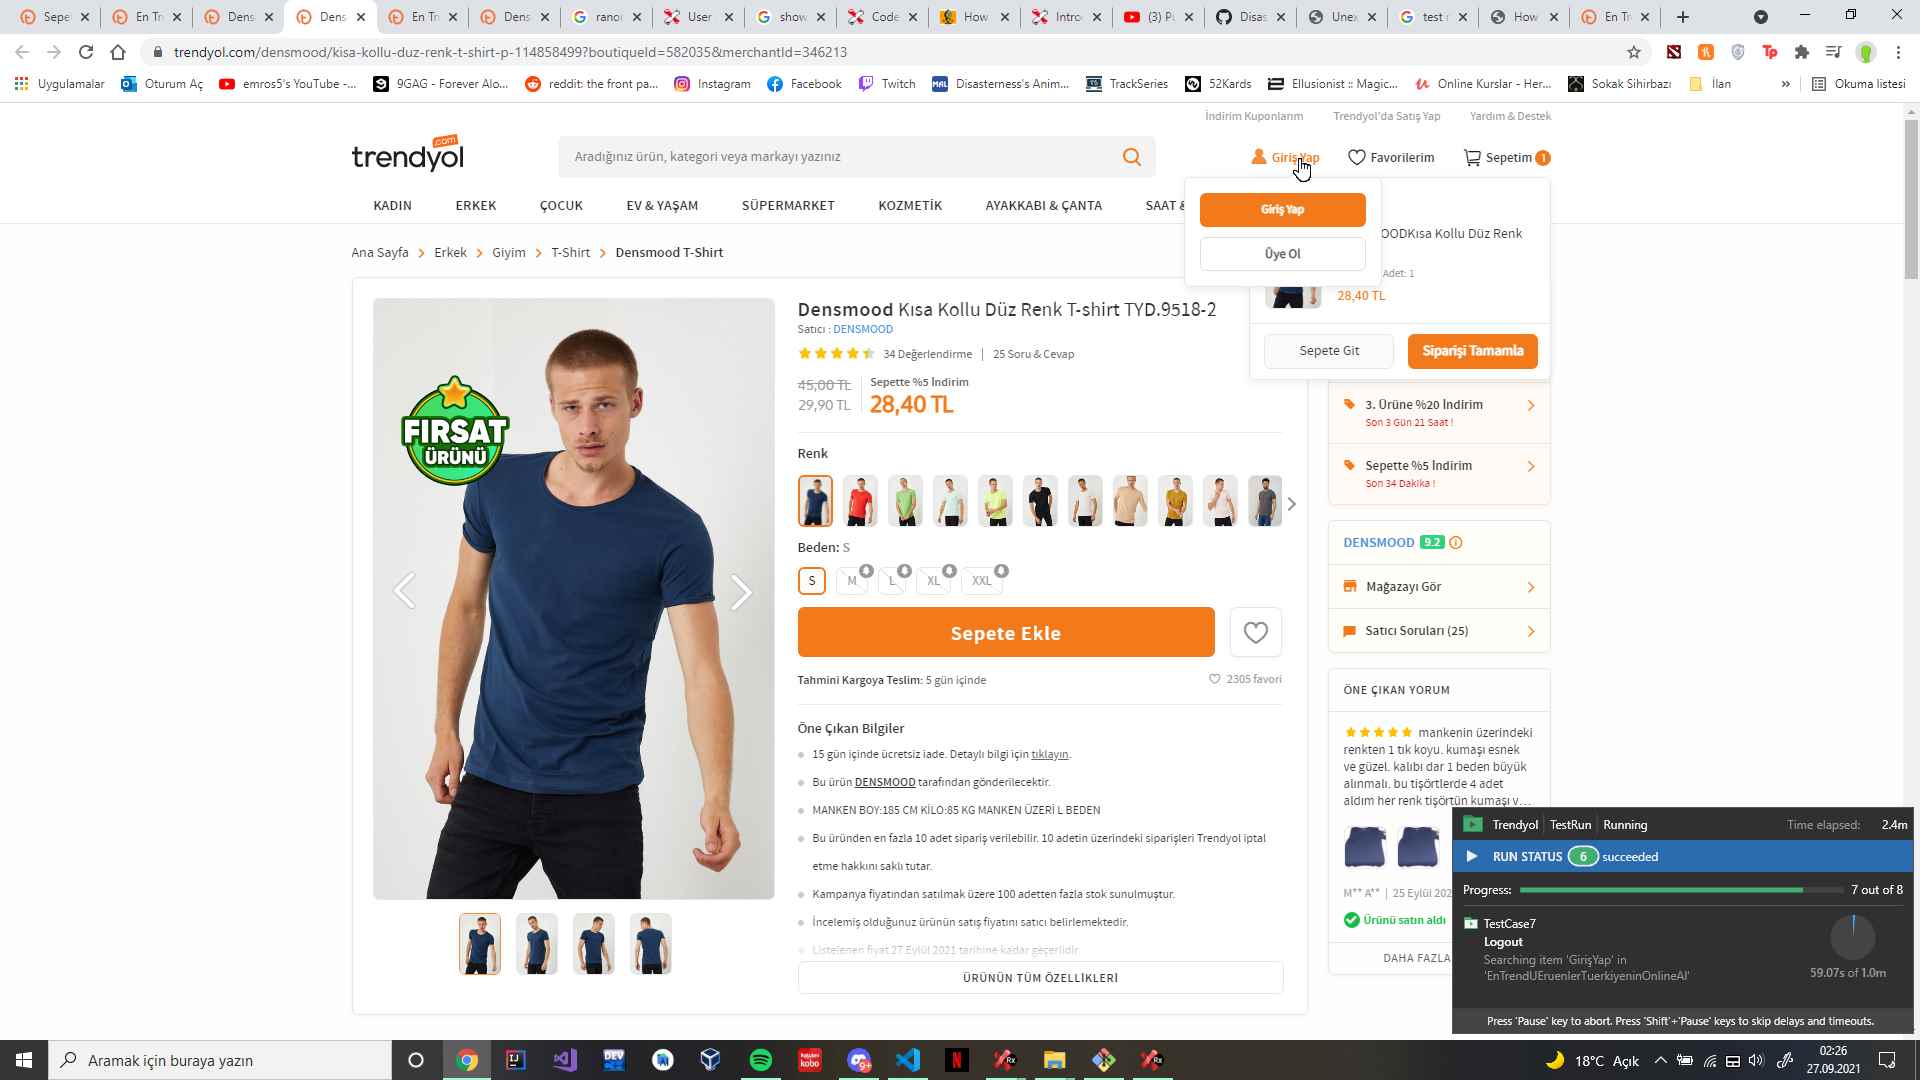 Sepe
En Tr
Dens
Dens
En Tr
Dens
User
show
Code
How
Intro
(3) P
Disas
Unex
test r
How
En Tr
trendyol.com/densmood/kisa-kollu-duz-renk-t-shirt-p-114858499?boutiqueId=582035&merchantId=346213
Uygulamalar
Oturum Aç
emros5's YouTube -...
9GAG - Forever Alo...
reddit: the front pa...
Instagram
Facebook
Twitch
Disasterness's Anim...
TrackSeries
52Kards
Ellusionist :: Magic...
Online Kurslar - Her...
Sokak Sihirbazı
İlan
»
Okuma listesi
İndirim Kuponlarım
Trendyol'da Satış Yap
Yardım & Destek
trendyol
.com
Aradığınız ürün, kategori veya markayı yazınız
Giriş Yap
Favorilerim
Sepetim 1
KADIN
ERKEK
ÇOCUK
EV & YAŞAM
SÜPERMARKET
KOZMETİK
AYAKKABI & ÇANTA
SAAT &
Giriş Yap
Üye Ol
OODKısa Kollu Düz Renk
Adet: 1
28,40 TL
Sepete Git
Siparişi Tamamla
Ana Sayfa
Erkek
Giyim
T-Shirt
Densmood T-Shirt
FIRSAT
ÜRÜNÜ
Densmood Kısa Kollu Düz Renk T-shirt TYD.9518-2
Satıcı : DENSMOOD
34 Değerlendirme | 25 Soru & Cevap
45,00 TL
29,90 TL
Sepette %5 İndirim
28,40 TL
Renk
Beden: S
S
M
L
XL
XXL
Sepete Ekle
Tahmini Kargoya Teslim: 5 gün içinde
2305 favori
Öne Çıkan Bilgiler
15 gün içinde ücretsiz iade. Detaylı bilgi için tıklayın.
Bu ürün DENSMOOD tarafından gönderilecektir.
MANKEN BOY:185 CM KİLO:85 KG MANKEN ÜZERİ L BEDEN
Bu üründen en fazla 10 adet sipariş verilebilir. 10 adetin üzerindeki siparişleri Trendyol iptal
etme hakkını saklı tutar.
Kampanya fiyatından satılmak üzere 100 adetten fazla stok sunulmuştur.
İncelemiş olduğunuz ürünün satış fiyatını satıcı belirlemektedir.
Listelenen fiyat 27 Eylül 2021 tarihine kadar geçerlidir.
ÜRÜNÜN TÜM ÖZELLİKLERİ
3. Ürüne %20 İndirim
Son 3 Gün 21 Saat !
Sepette %5 İndirim
Son 34 Dakika !
DENSMOOD 9.2
Mağazayı Gör
Satıcı Soruları (25)
ÖNE ÇIKAN YORUM
mankenin üzerindeki
renkten 1 tık koyu. kumaşı esnek
ve güzel. kalıbı dar 1 beden büyük
alınmalı. bu tişörtlerde 4 adet
aldım her renk tişörtün kumaşı v...
M** A** | 25 Eylül 202
Ürünü satın aldı
DAHA FAZLA
Trendyol
TestRun
Running
Time elapsed: 2.4m
RUN STATUS 6 succeeded
Progress: 7 out of 8
TestCase7
Logout
Searching item 'GirişYap' in
'EnTrendUEruenlerTuerkiyeninOnlineAl'
59.07s of 1.0m
Press 'Pause' key to abort. Press 'Shift'+'Pause' keys to skip delays and timeouts.
Aramak için buraya yazın
18°C Açık
02:26
27.09.2021